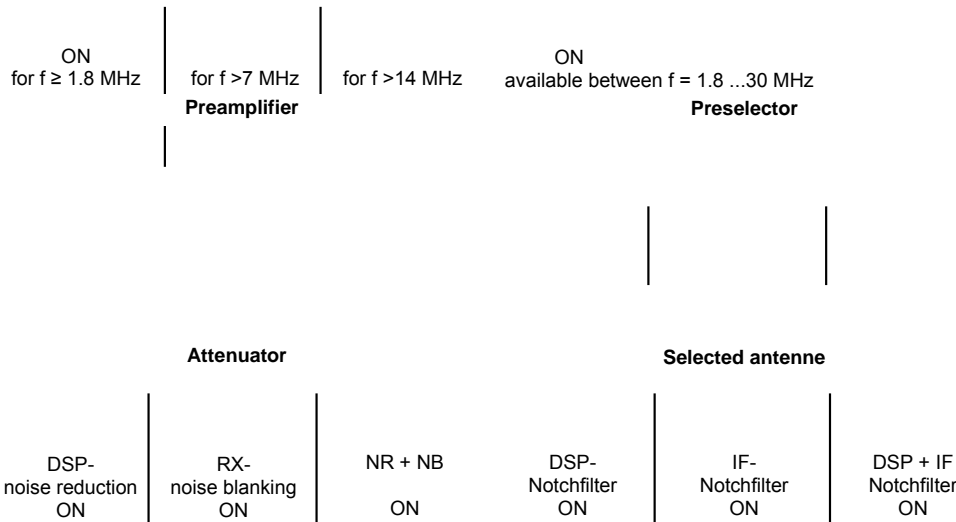 ON
for f ≥ 1.8 MHz
for f >7 MHz
for f >14 MHz
ON
available between f = 1.8 ...30 MHz
Preamplifier
Preselector
Attenuator
Selected antenne
DSP-
noise reduction
ON
RX-
noise blanking
ON
NR + NB
ON
DSP-
Notchfilter
ON
IF-
Notchfilter
ON
DSP + IF
Notchfilter
ON